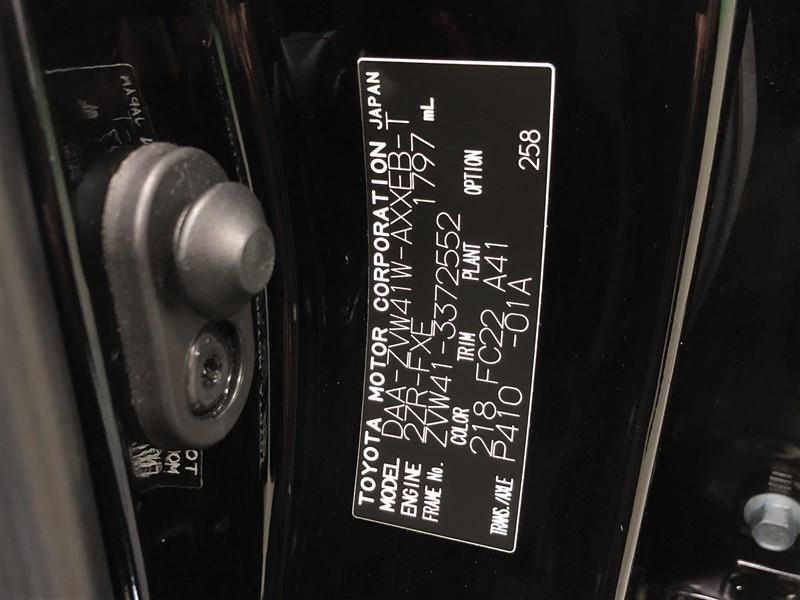 TOYOTA MOTOR CORPORATION JAPAN
MODEL DAA-ZVW41W-AXXEB-T
ENGINE 2ZR-FXE 1797 mL
FRAME No. ZVW41-3372552
COLOR TRIM PLANT OPTION
218 FC22 A41 258
TRANS./AXLE P410 -01A